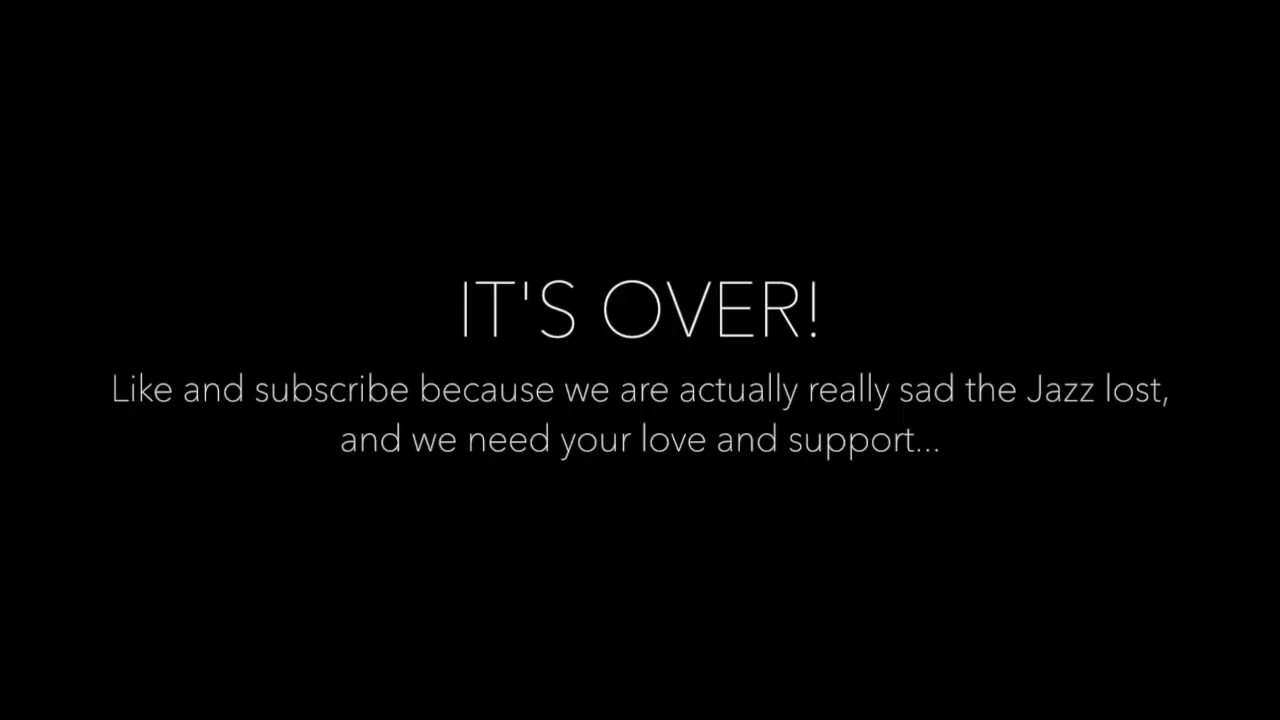 IT'S OVER!
Like and subscribe because we are actually really sad the Jazz lost,
and we need your love and support...